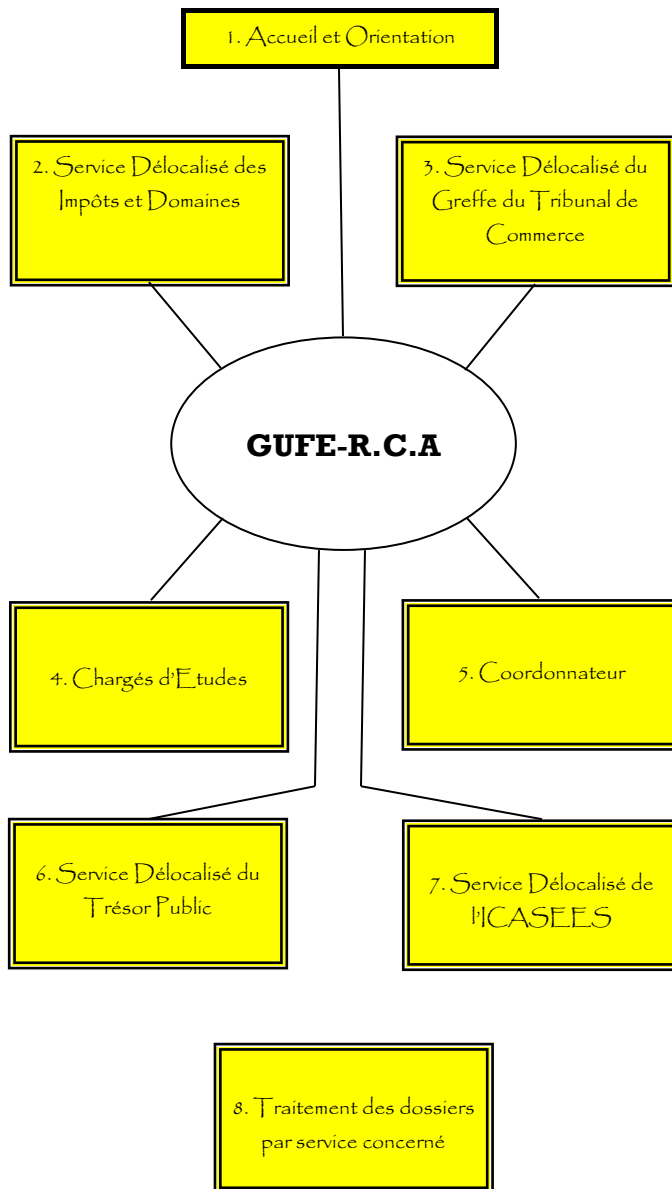 1. Accueil et Orientation
2. Service Délocalisé des
Impôts et Domaines
3. Service Délocalisé du
Greffe du Tribunal de
Commerce
GUFE-R.C.A
4. Chargés d'Etudes
5. Coordonnateur
6. Service Délocalisé du
Trésor Public
7. Service Délocalisé de
l'ICASEES
8. Traitement des dossiers
par service concerné